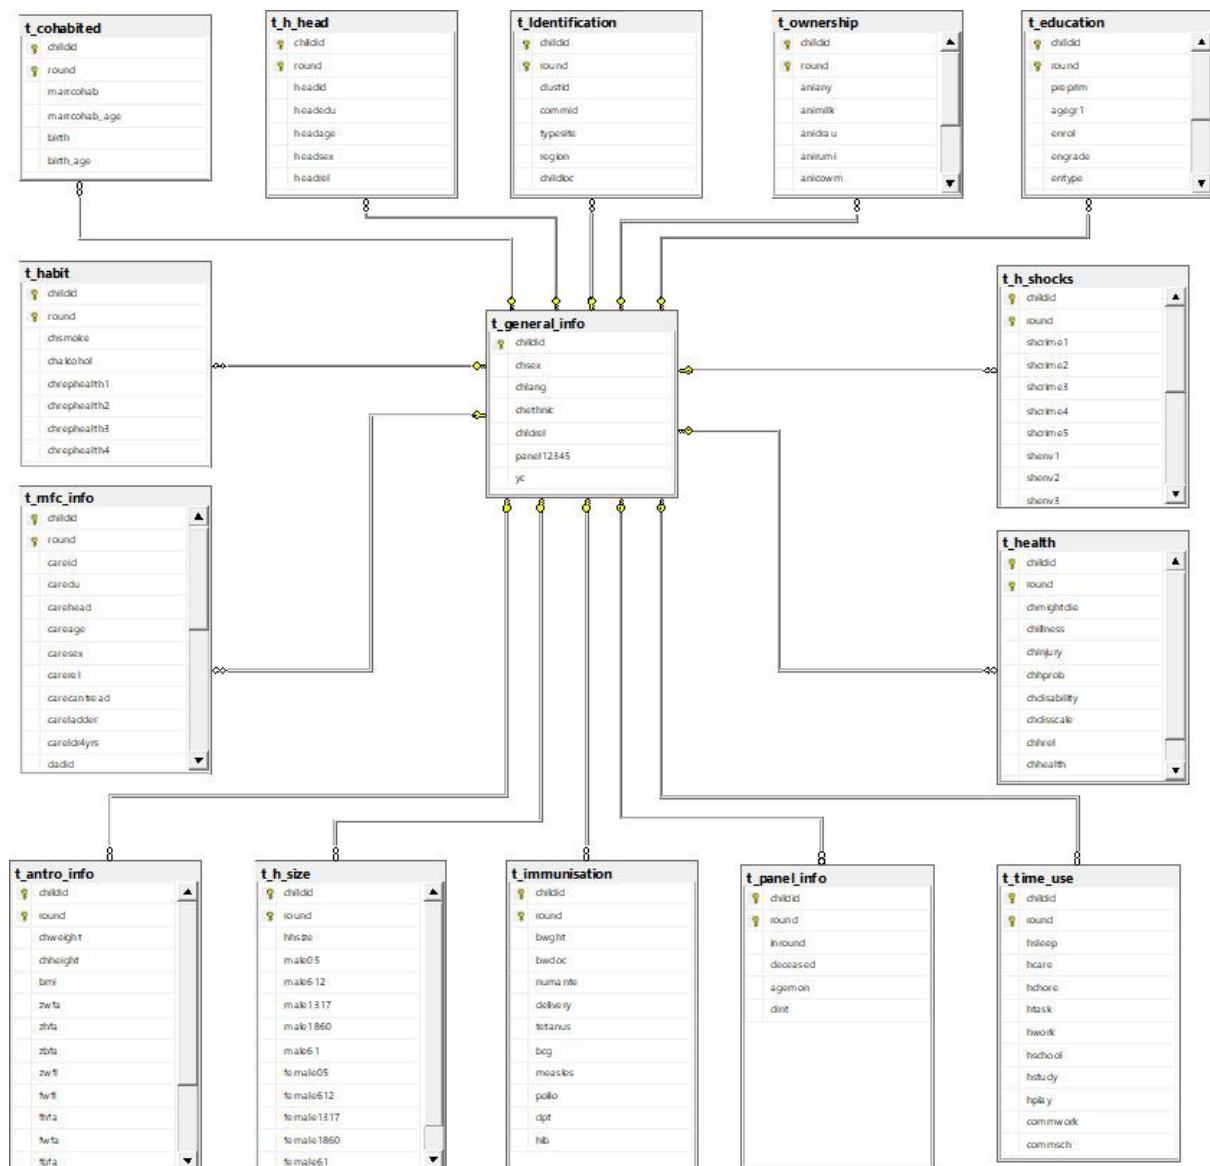 t_cohabited
childid
round
marrcohab
marrcohab_age
birth
birth_age
t_h_head
childid
round
headid
headedu
headage
headsex
headrel
t_Identification
childid
round
clustid
commid
typesite
region
childloc
t_ownership
childid
round
aniany
animilk
anidrau
anirumi
anicowm
t_education
childid
round
preprim
agegr1
enrol
engrade
entype
t_habit
childid
round
chsmoke
chalcohol
chrephealth1
chrephealth2
chrephealth3
chrephealth4
t_general_info
childid
chsex
chlang
chethnic
chldrel
panel12345
yc
t_h_shocks
childid
round
shcrime1
shcrime2
shcrime3
shcrime4
shcrime5
shenv1
shenv2
shenv3
t_mfc_info
childid
round
careid
caredu
carehead
careage
caresex
carerel
carecantread
careladder
careldr4yrs
dadid
t_health
childid
round
chmightdie
chillness
chinjury
chhprob
chdisability
chdisscale
chhrel
chhealth
t_antro_info
childid
round
chweight
chheight
bmi
zwfa
zhfa
zbfa
zwfl
fwfl
fhfa
fwfa
fbfa
t_h_size
childid
round
hhsize
male05
male612
male1317
male1860
male61
female05
female612
female1317
female1860
female61
t_immunisation
childid
round
bwght
bwdoc
numante
delivery
tetanus
bcg
measles
polio
dpt
hib
t_panel_info
childid
round
inround
deceased
agemon
dint
t_time_use
childid
round
hsleep
hcare
hchore
htask
hwork
hschool
hstudy
hplay
commwork
commsch